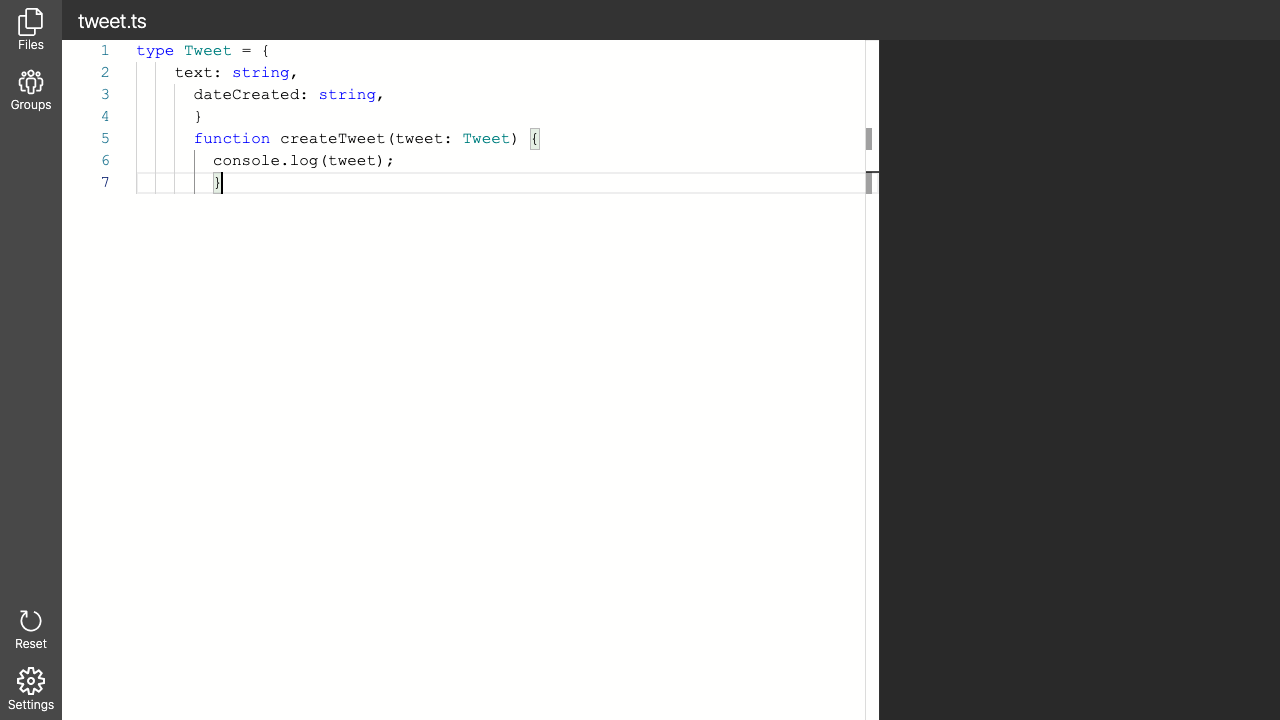 tweet.ts
Files
Groups
Reset
Settings
1 type Tweet = {
2 text: string,
3 dateCreated: string,
4 }
5 function createTweet(tweet: Tweet) {
6 console.log(tweet);
7 }